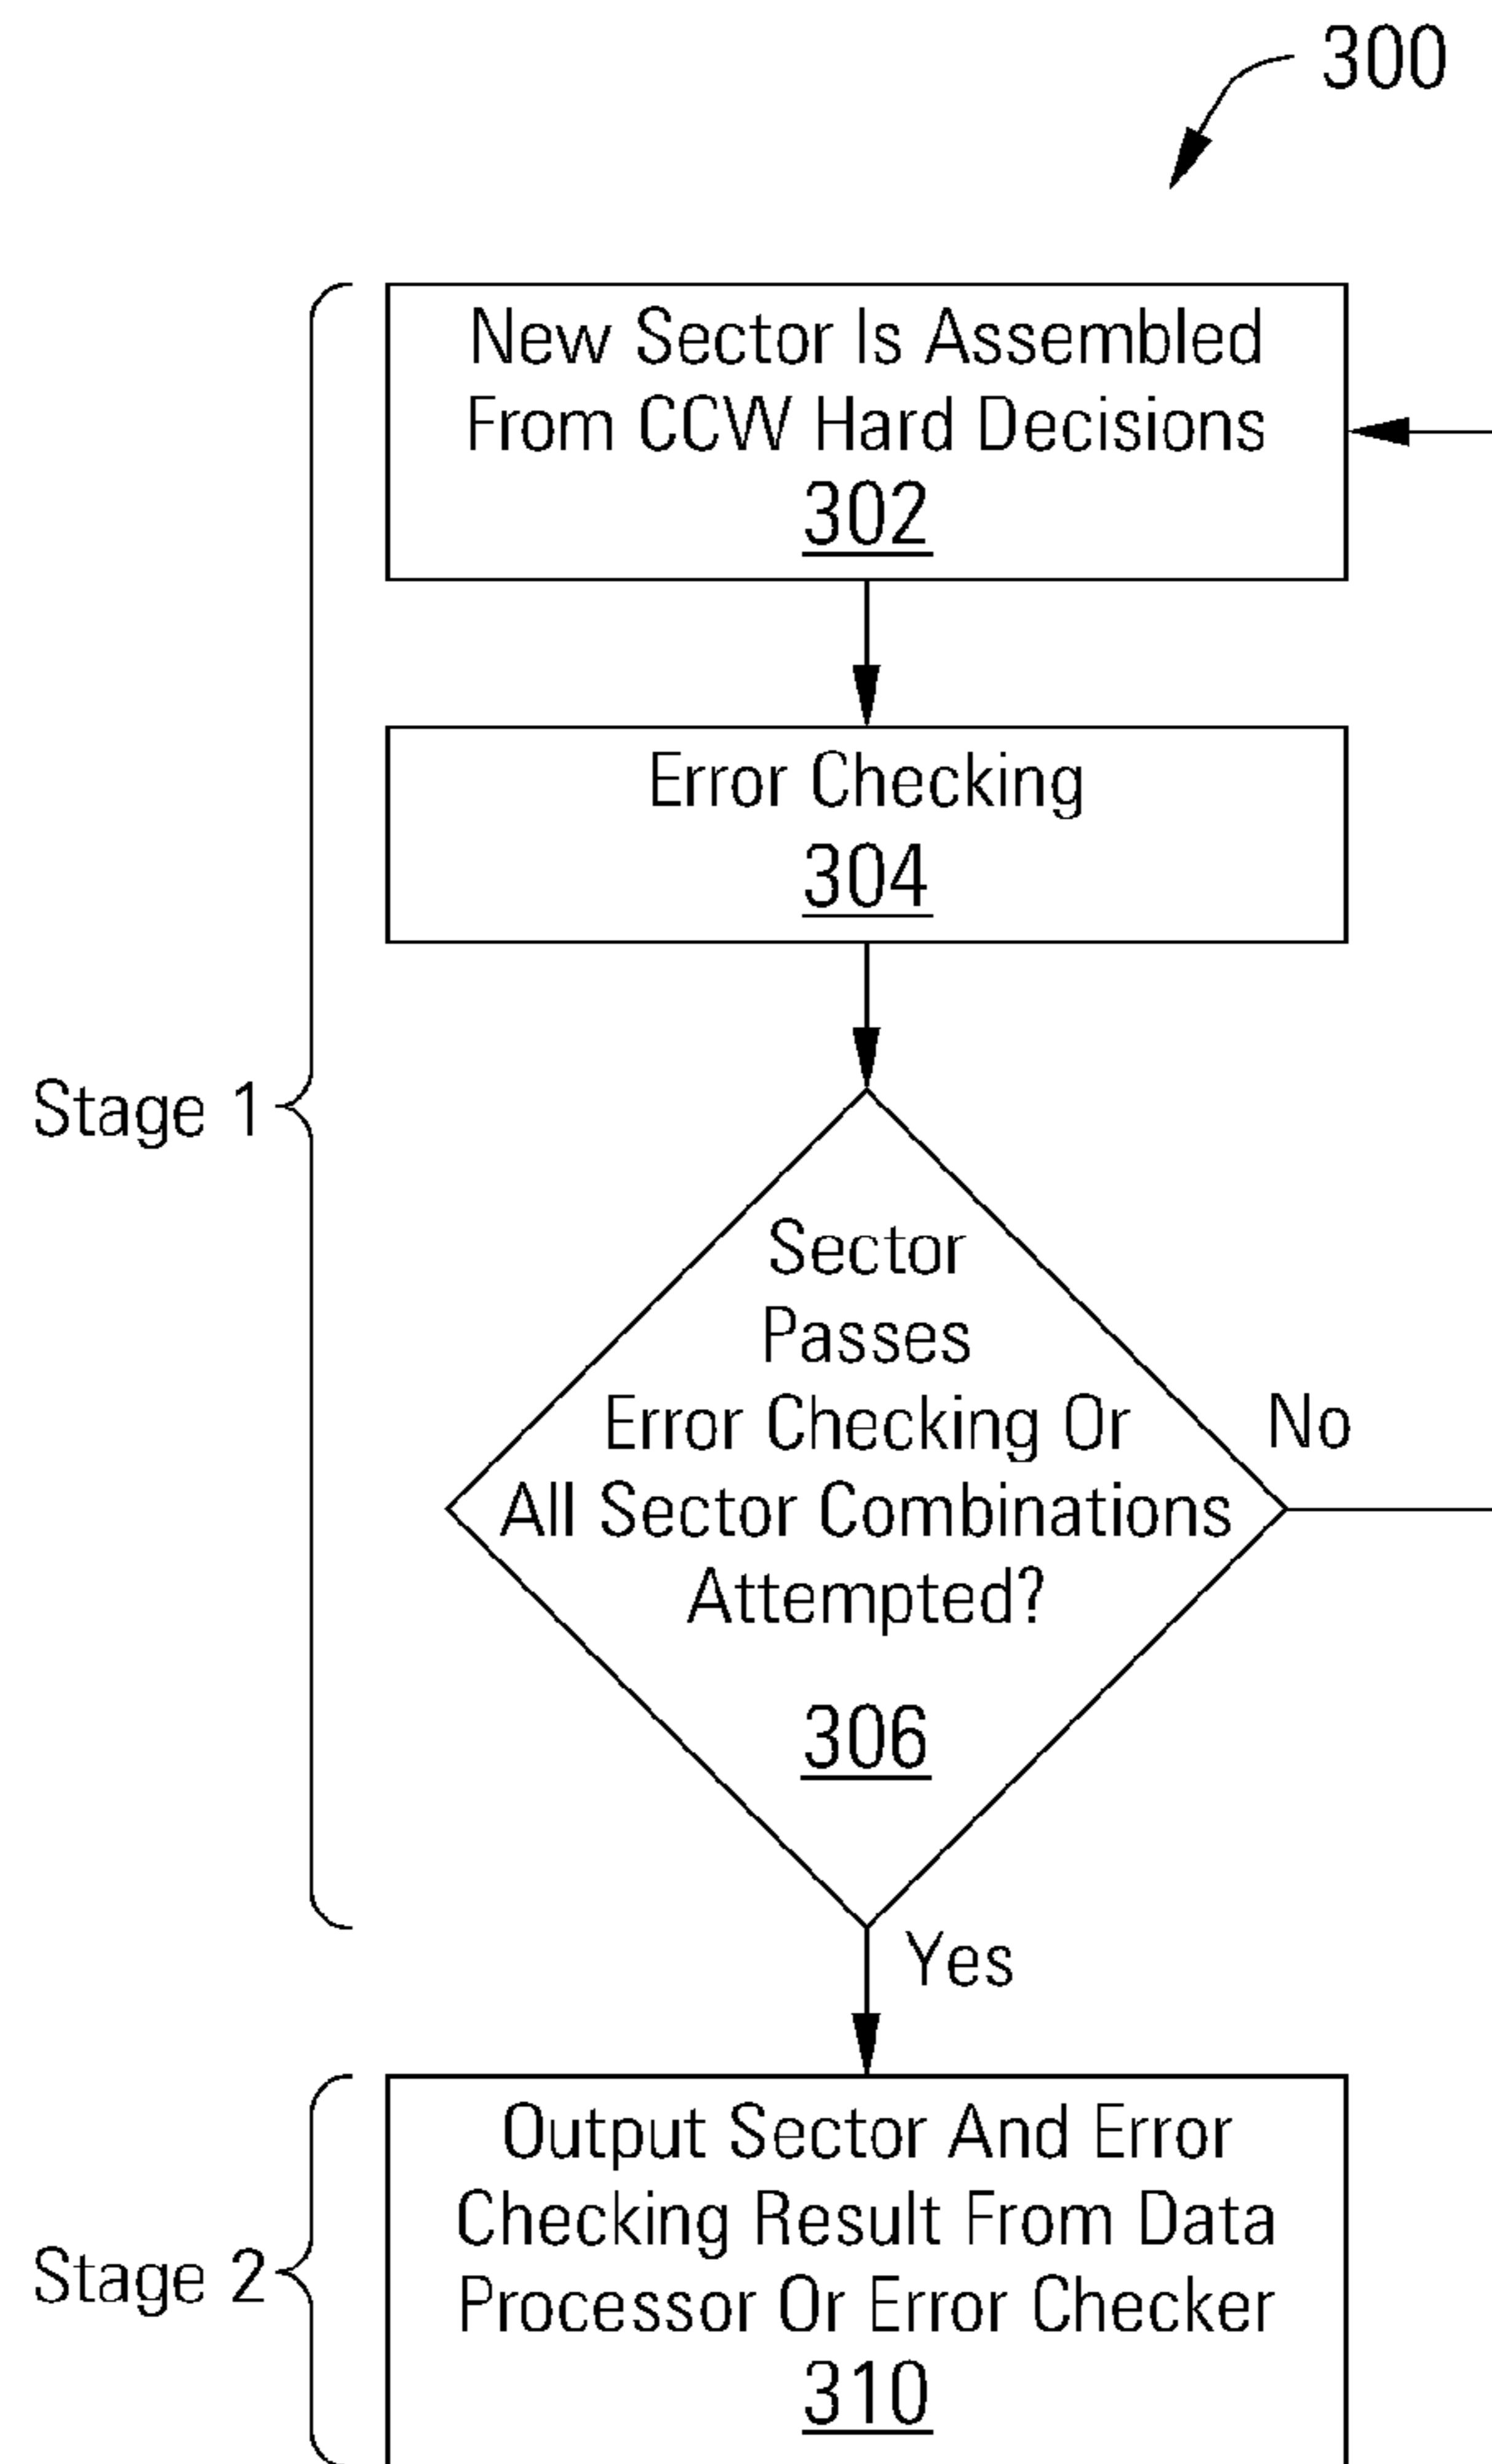 300
New Sector Is Assembled
From CCW Hard Decisions
302
Error Checking
304
Stage 1
Sector
Passes
Error Checking Or
All Sector Combinations
Attempted?
306
No
Yes
Stage 2
Output Sector And Error
Checking Result From Data
Processor Or Error Checker
310